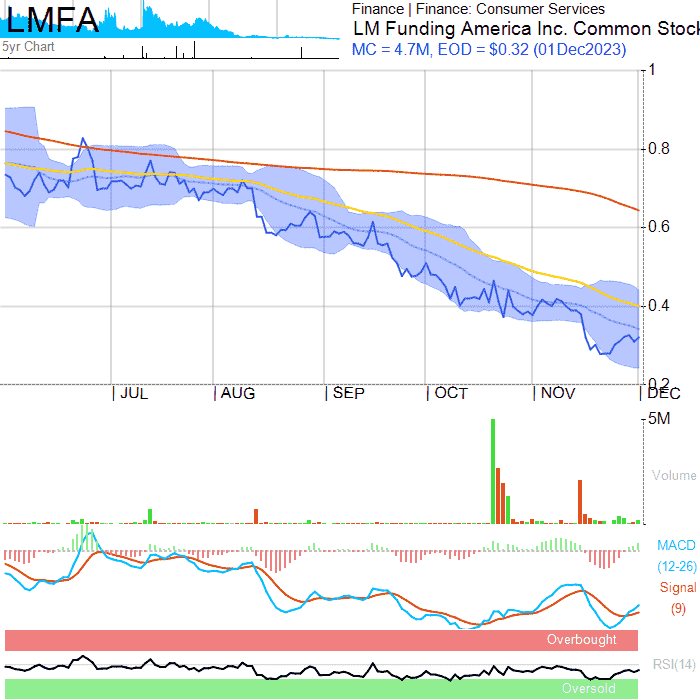 LMFA
5yr Chart
Finance | Finance: Consumer Services
LM Funding America Inc. Common Stock
MC = 4.7M, EOD = $0.32 (01Dec2023)
1
0.8
0.6
0.4
0.2
JUL
AUG
SEP
OCT
NOV
DEC
5M
Volume
MACD
(12-26)
Signal
(9)
Overbought
RSI(14)
Oversold